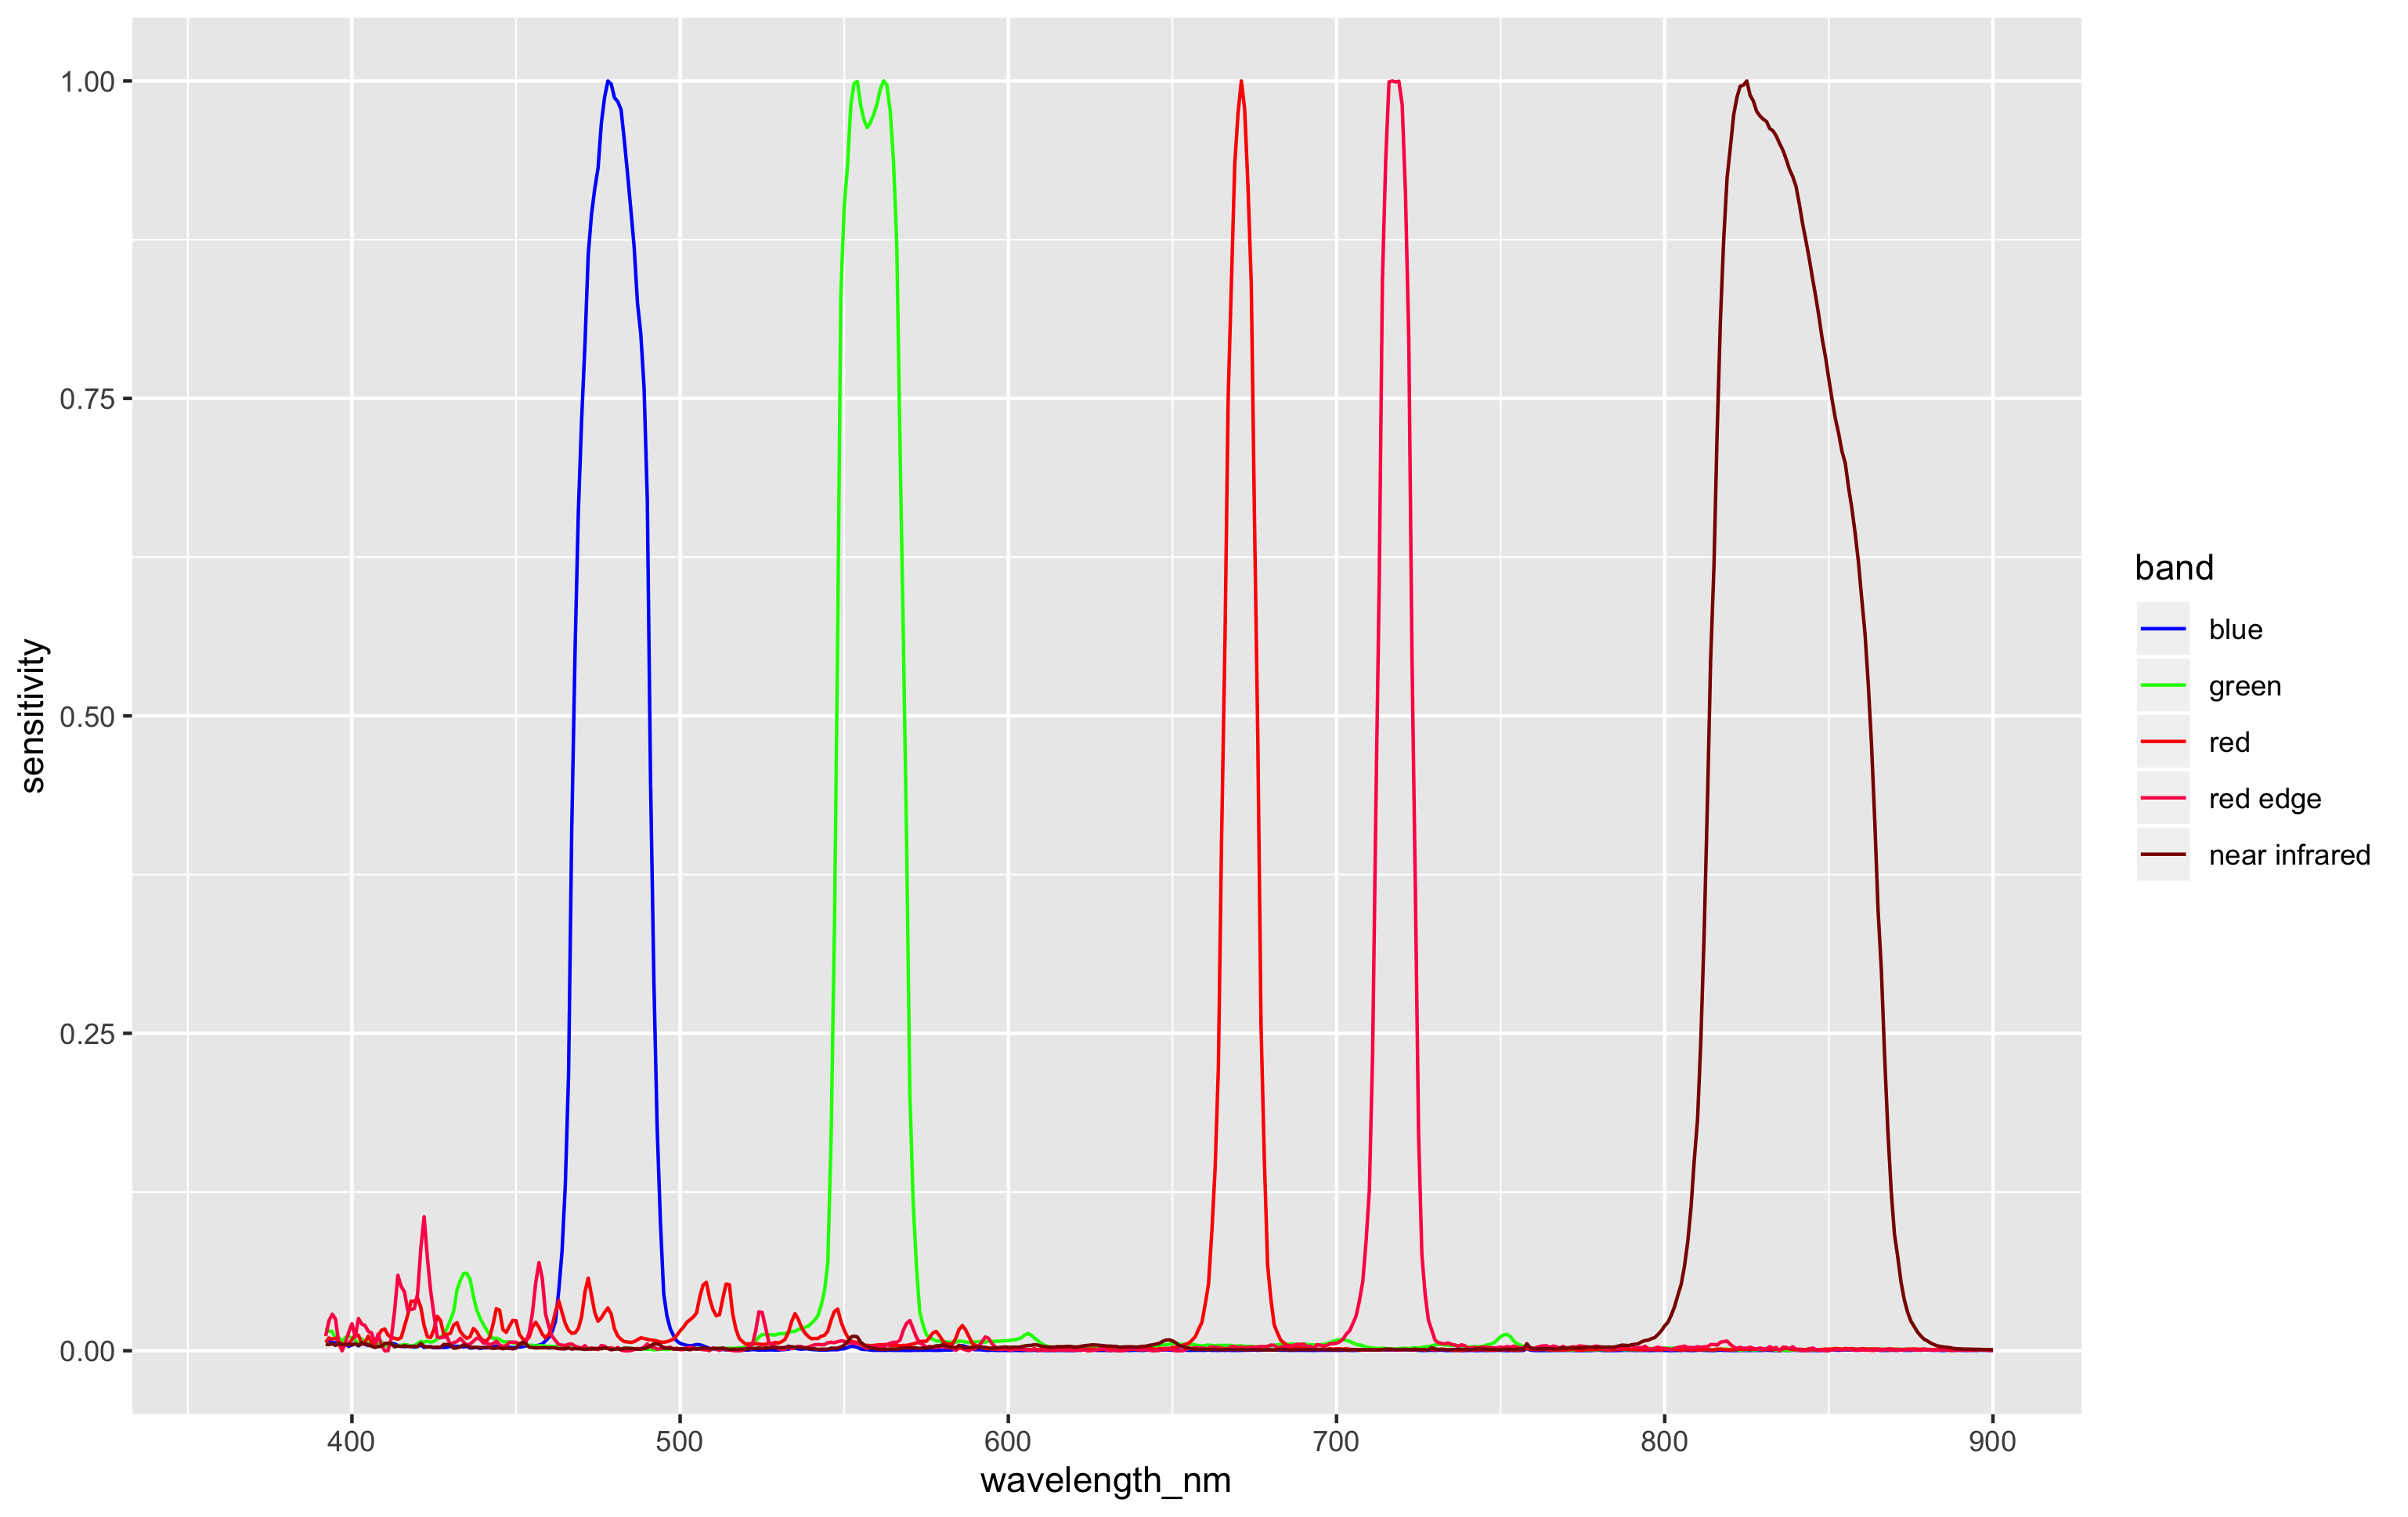 1.00
0.75
0.50
0.25
0.00
sensitivity
400 500 600 700 800 900
wavelength_nm
band
blue
green
red
red edge
near infrared